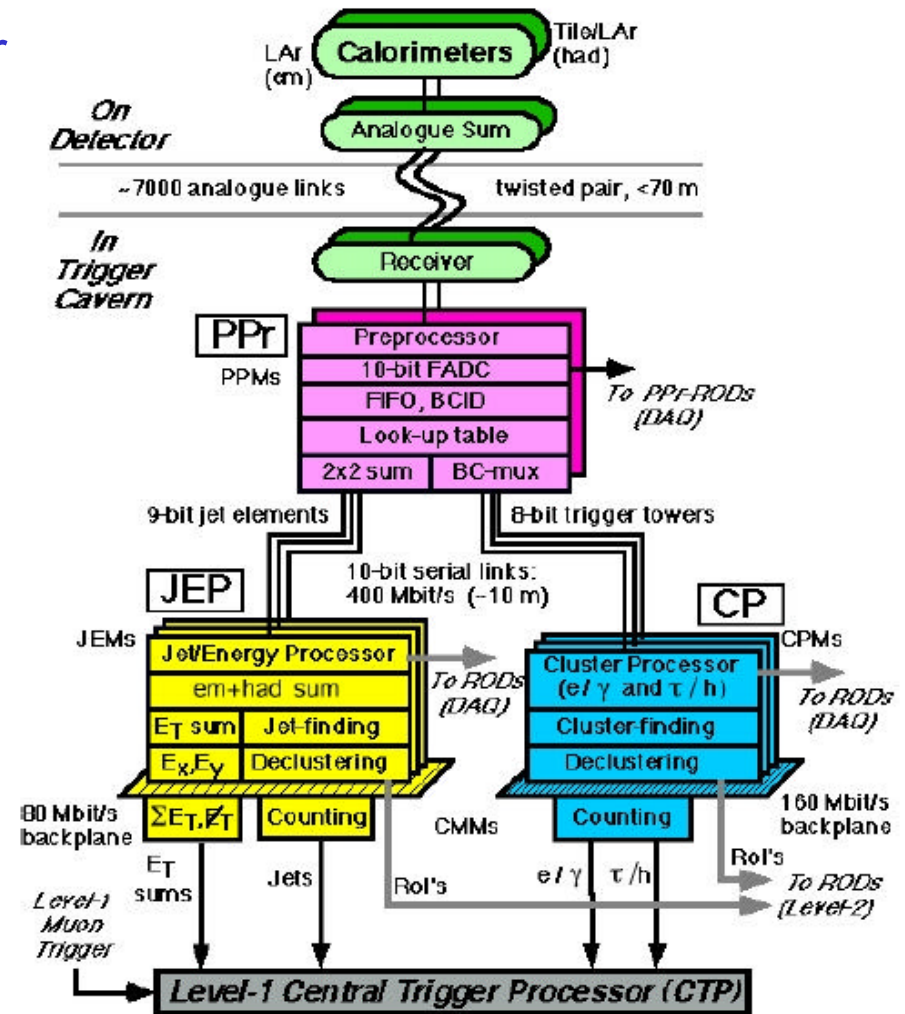 LAr
(em)
Calorimeters
Tile/LAr
(had)
On
Detector
Analogue Sum
~7000 analogue links
twisted pair, <70 m
In
Trigger
Cavern
Receiver
PPr
PPMs
Preprocessor
10-bit FADC
FIFO, BCID
Look-up table
2x2 sum
BC-mux
To PPr-RODs
(DAQ)
9-bit jet elements
8-bit trigger towers
10-bit serial links:
400 Mbit/s (~10 m)
JEP
CP
JEMs
Jet/Energy Processor
em+had sum
ET sum
Jet-finding
Ex,Ey
Declustering
To RODs
(DAQ)
CPMs
Cluster Processor
(e/γ and τ/h)
Cluster-finding
Declustering
To RODs
(DAQ)
80 Mbit/s
backplane
ΣET,E̸T
Counting
CMMs
Counting
160 Mbit/s
backplane
ET
sums
Jets
RoI's
e/γ
τ/h
RoI's
To RODs
(Level-2)
Level-1
Muon
Trigger
Level-1 Central Trigger Processor (CTP)